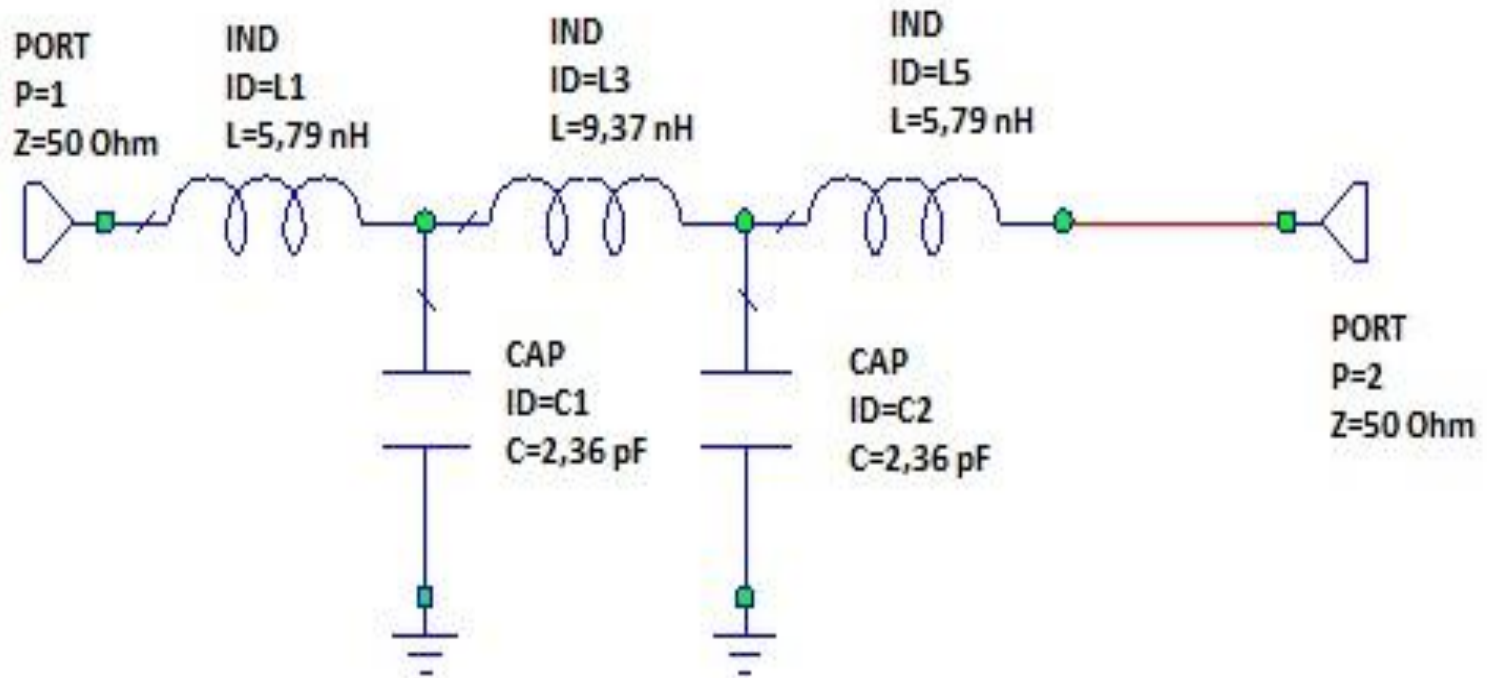 PORT
P=1
Z=50 Ohm
IND
ID=L1
L=5,79 nH
IND
ID=L3
L=9,37 nH
IND
ID=L5
L=5,79 nH
CAP
ID=C1
C=2,36 pF
CAP
ID=C2
C=2,36 pF
PORT
P=2
Z=50 Ohm